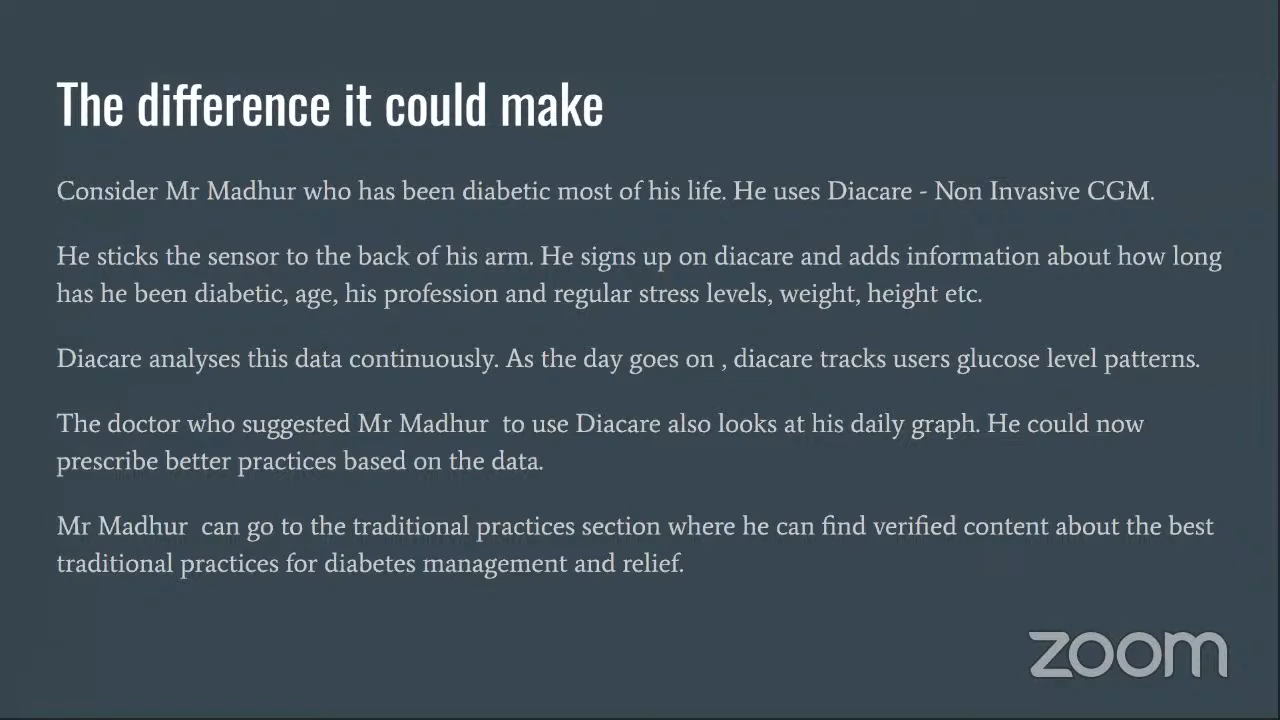 The difference it could make
Consider Mr Madhur who has been diabetic most of his life. He uses Diacare - Non Invasive CGM.
He sticks the sensor to the back of his arm. He signs up on diacare and adds information about how long
has he been diabetic, age, his profession and regular stress levels, weight, height etc.
Diacare analyses this data continuously. As the day goes on , diacare tracks users glucose level patterns.
The doctor who suggested Mr Madhur  to use Diacare also looks at his daily graph. He could now
prescribe better practices based on the data.
Mr Madhur  can go to the traditional practices section where he can find verified content about the best
traditional practices for diabetes management and relief.
zoom